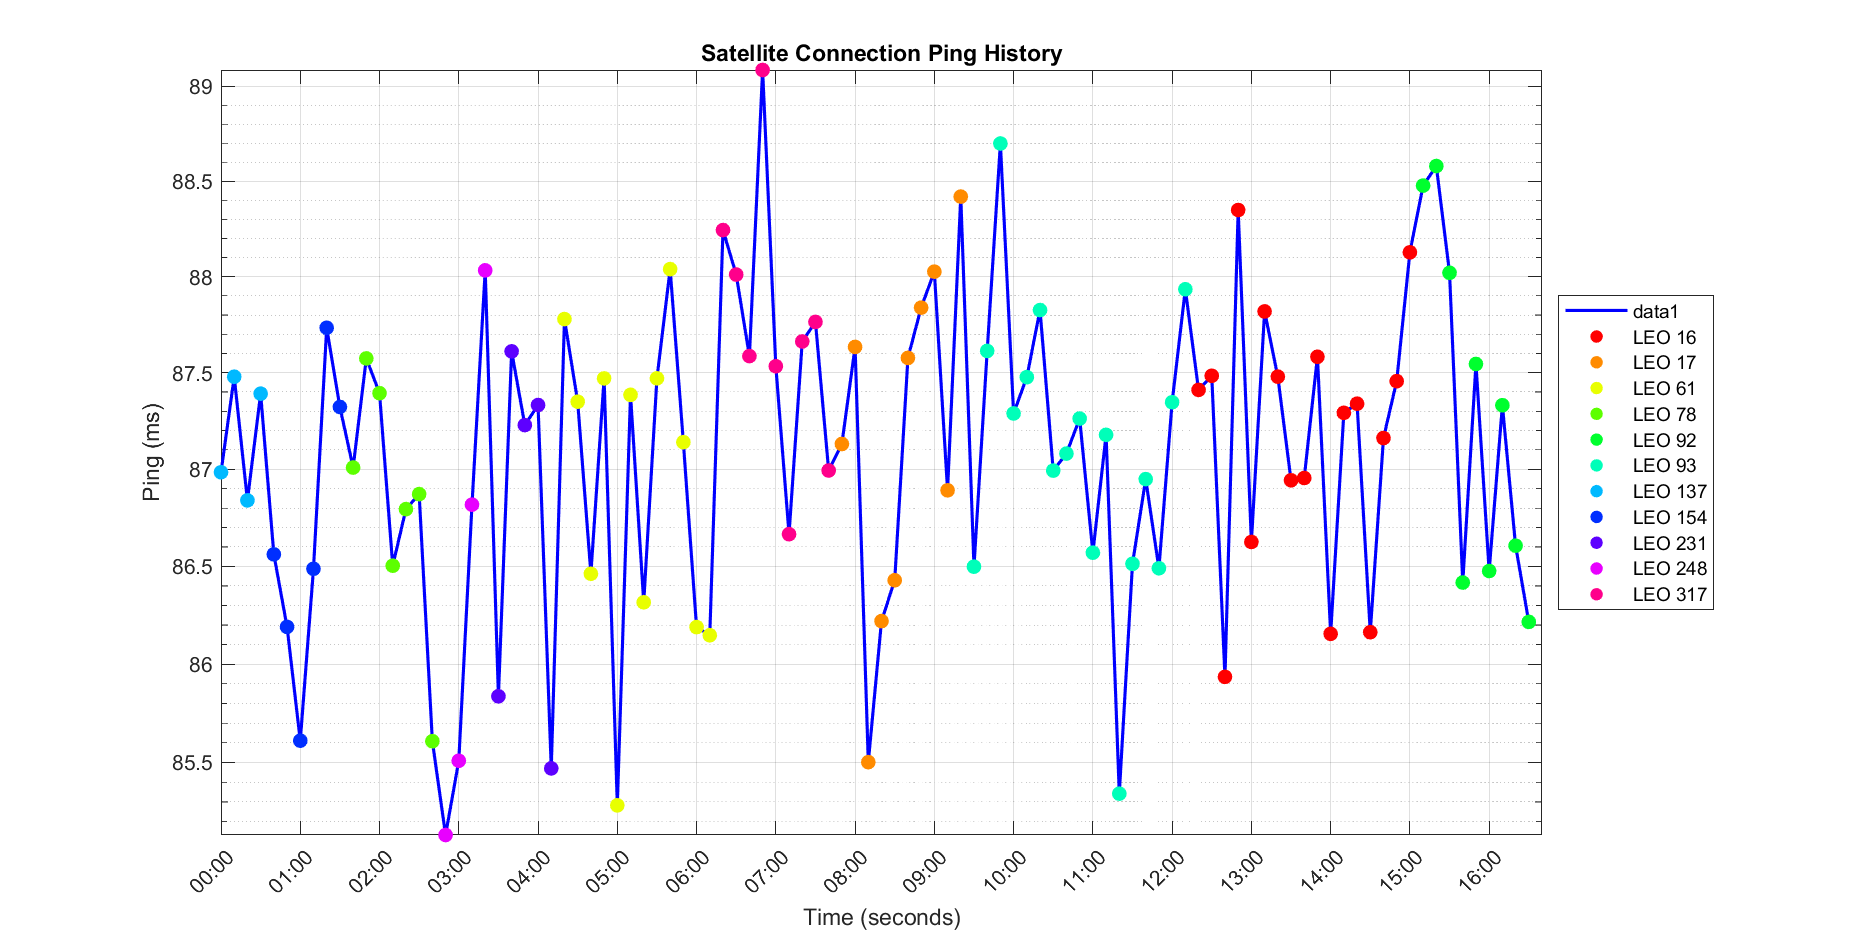 Satellite Connection Ping History
89
88.5
88
87.5
87
86.5
86
85.5
Ping (ms)
00:00
01:00
02:00
03:00
04:00
05:00
06:00
07:00
08:00
09:00
10:00
11:00
12:00
13:00
14:00
15:00
16:00
Time (seconds)
data1
LEO 16
LEO 17
LEO 61
LEO 78
LEO 92
LEO 93
LEO 137
LEO 154
LEO 231
LEO 248
LEO 317